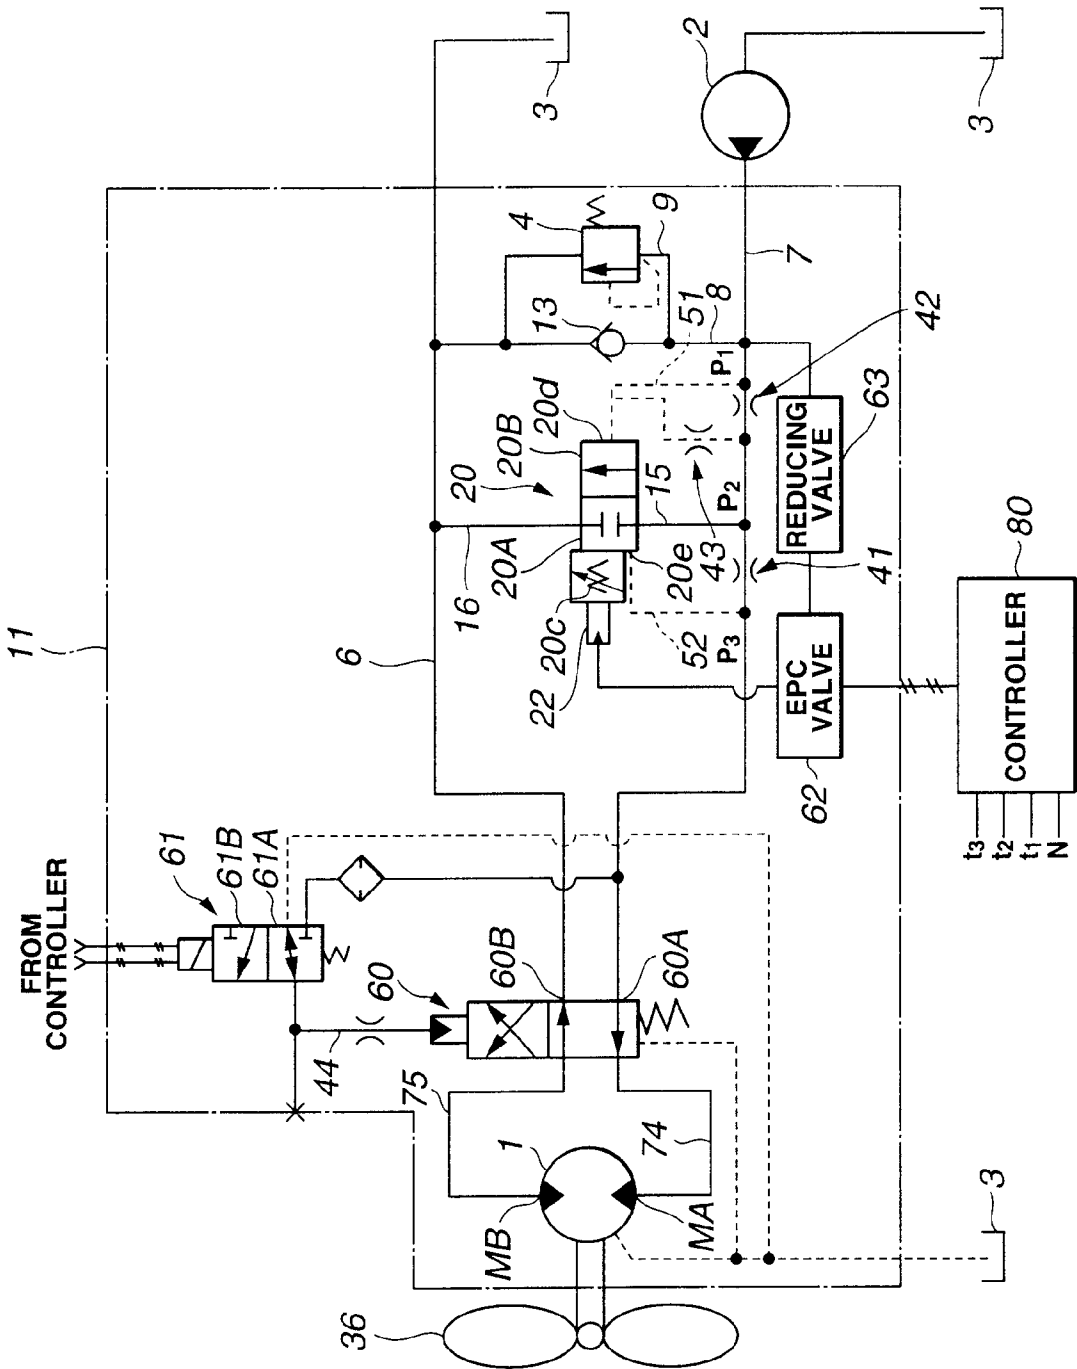 FROM
CONTROLLER
61
61B
61A
60
60B
60A
44
75
74
1
MB
MA
36
3
11
6
16
20
20A
20B
20d
20c
20e
22
52
P3
15
43
P2
41
13
4
9
51
8
P1
7
42
2
3
3
REDUCING
VALVE
63
EPC
VALVE
62
CONTROLLER
80
t3
t2
t1
N